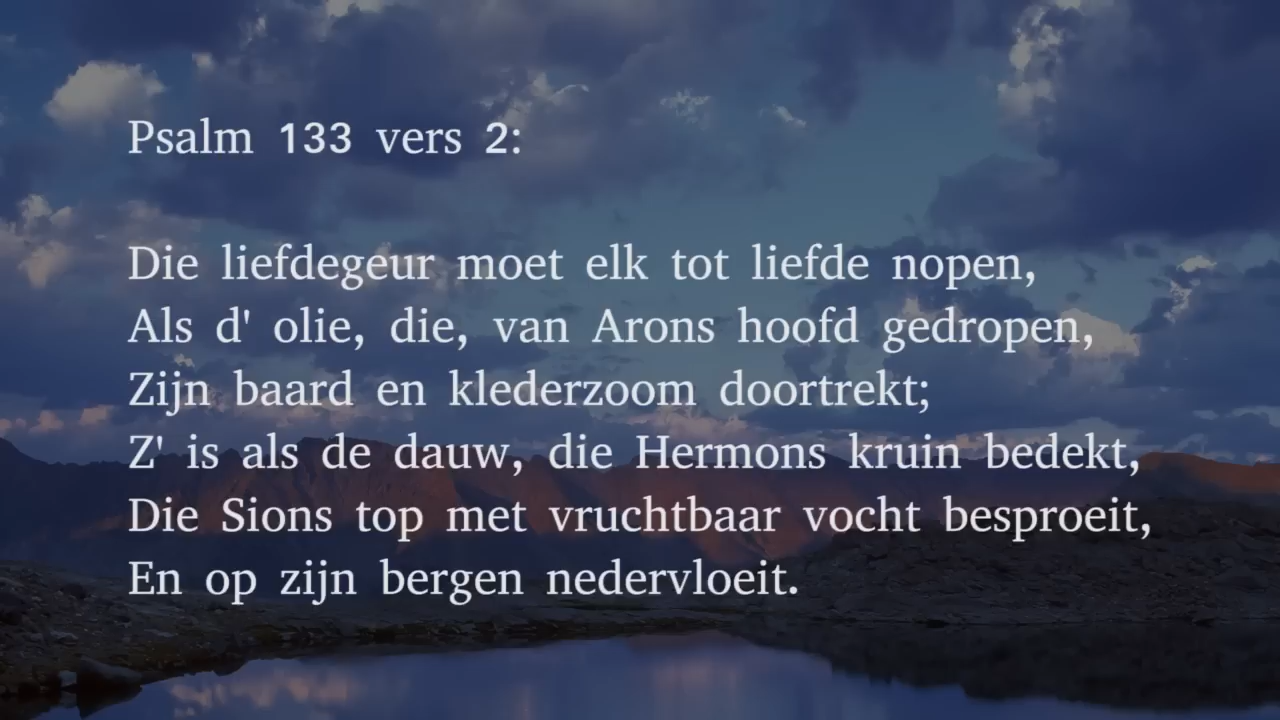 Psalm 133 vers 2:
Die liefdegeur moet elk tot liefde nopen,
Als d' olie, die, van Arons hoofd gedropen,
Zijn baard en klederzoom doortrekt;
Z' is als de dauw, die Hermons kruin bedekt,
Die Sions top met vruchtbaar vocht besproeit,
En op zijn bergen nedervloeit.